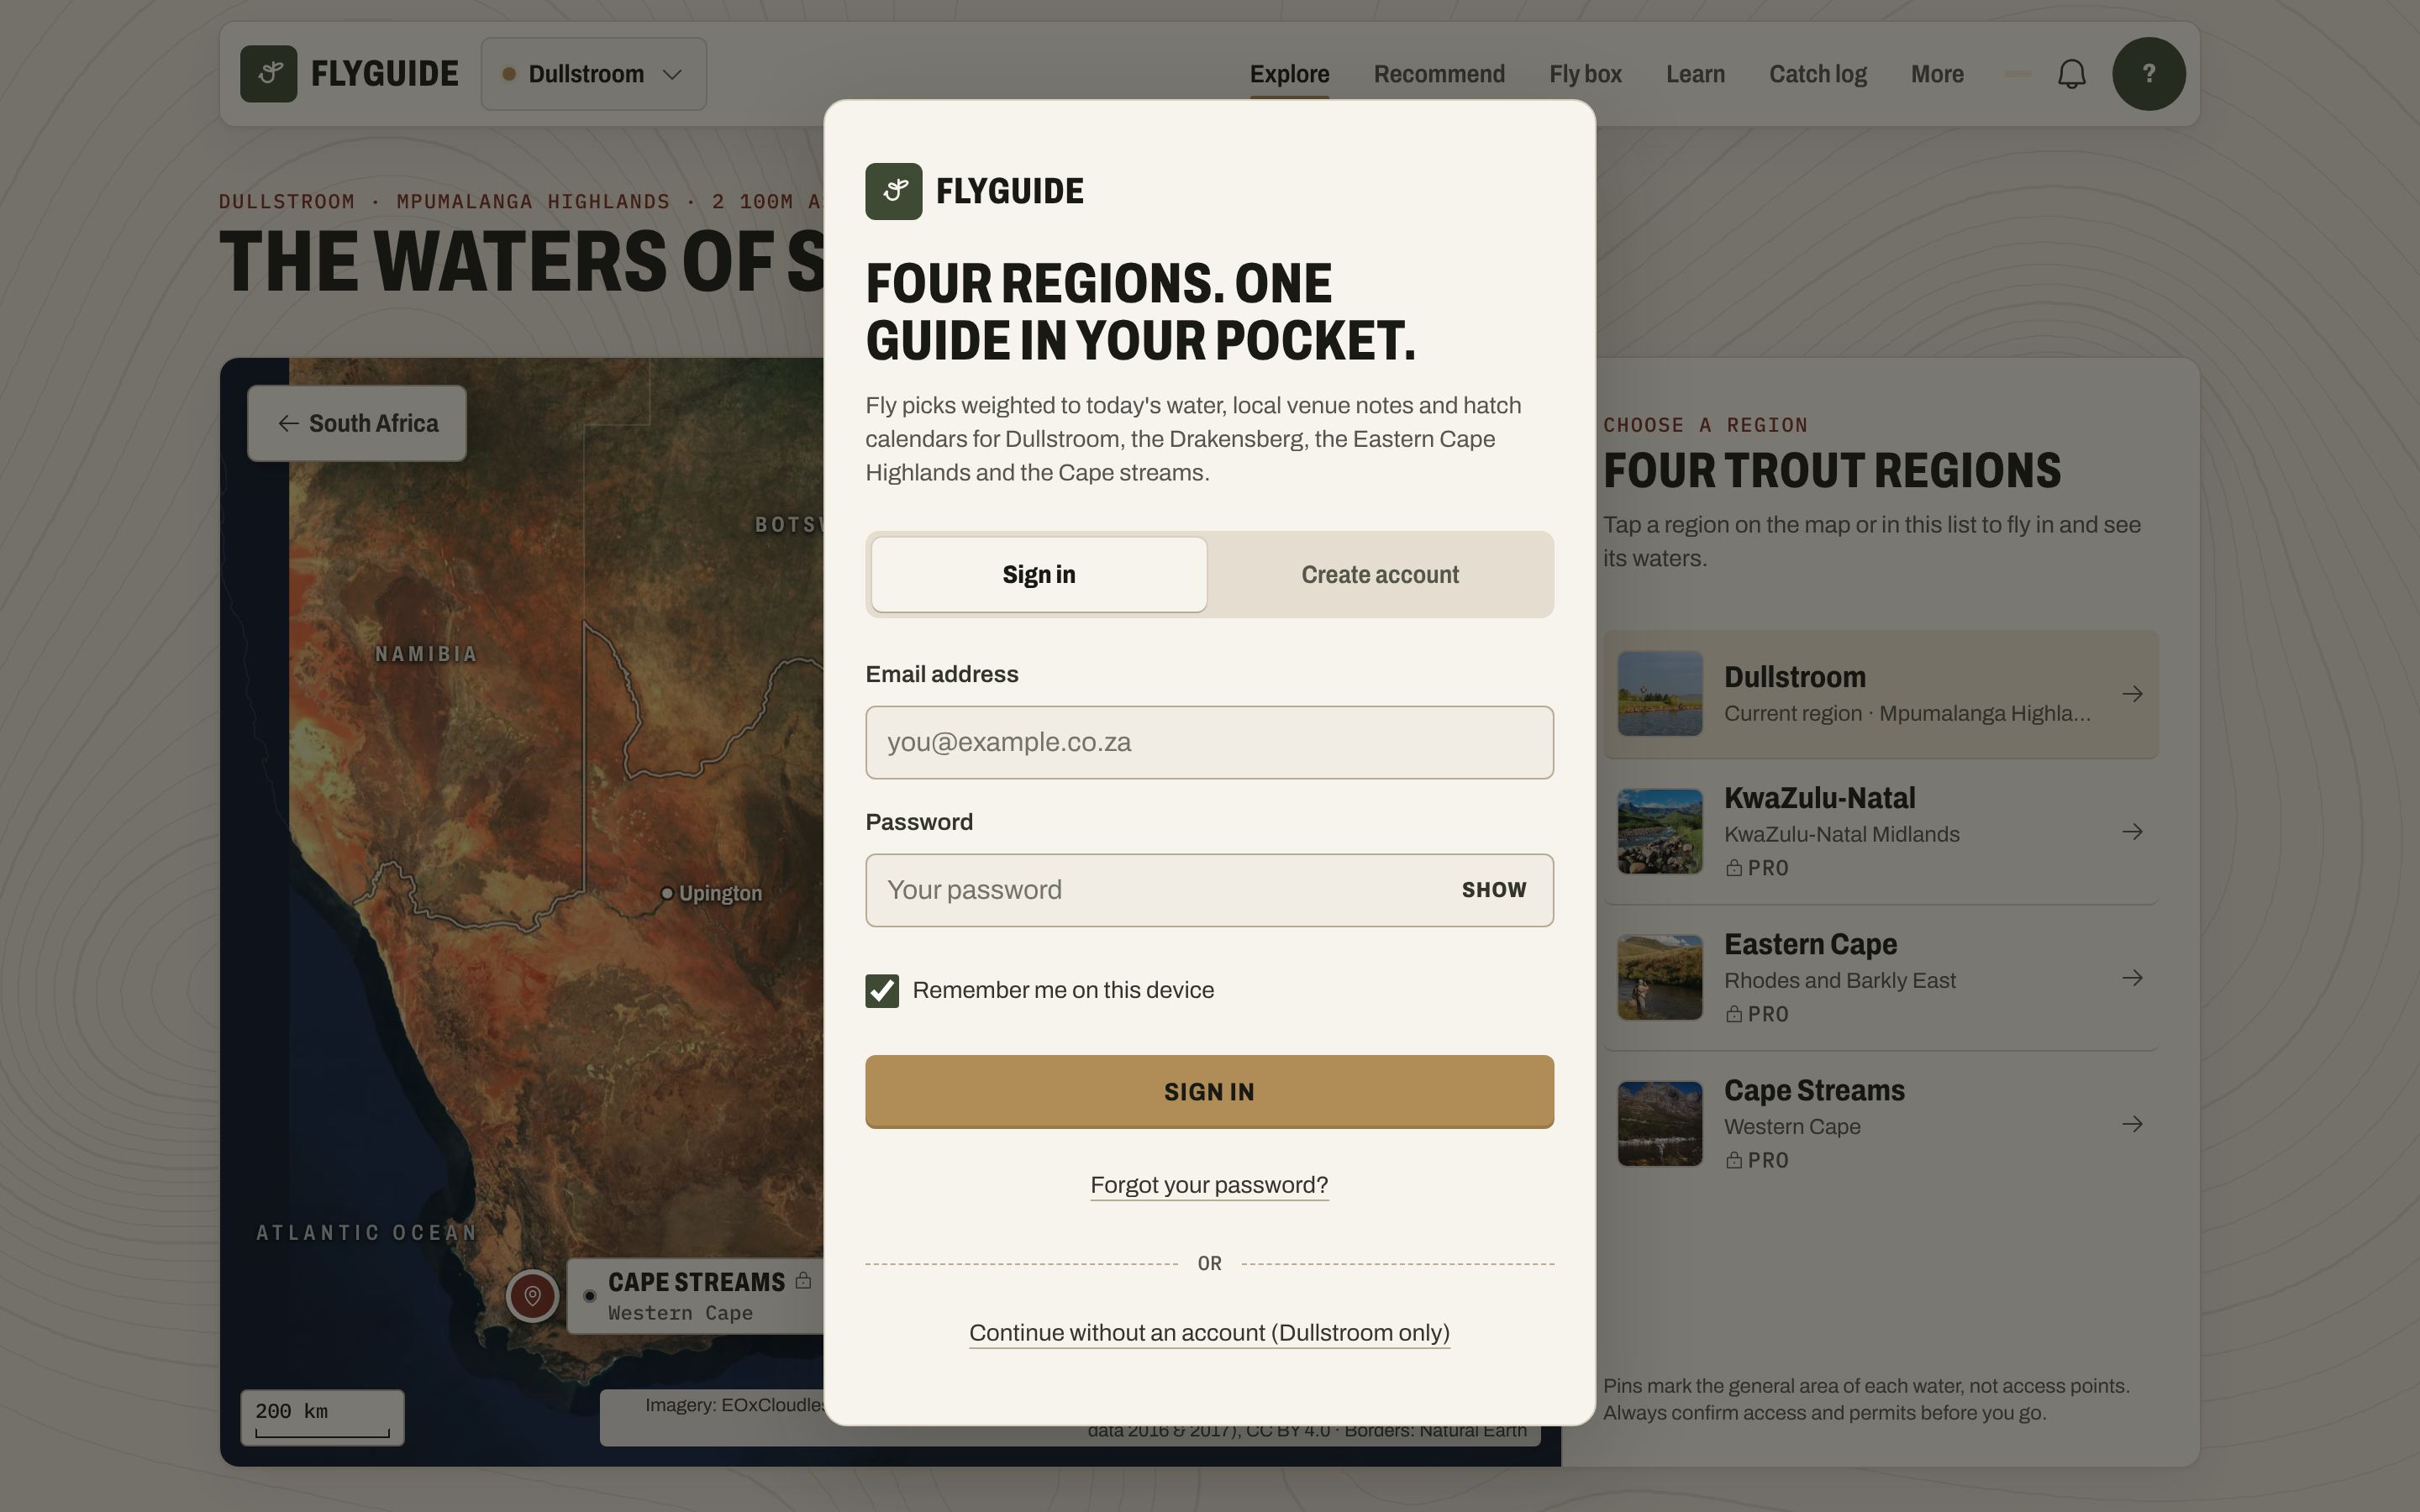 FLYGUIDE
Dullstroom
Explore
Recommend
Fly box
Learn
Catch log
More
?
DULLSTROOM · MPUMALANGA HIGHLANDS · 2 100M
THE WATERS OF
South Africa
NAMIBIA
Upington
ATLANTIC OCEAN
CAPE STREAMS
Western Cape
200 km
Imagery:
data 2016 & 2017), CC BY 4.0 · Borders: Natural Earth
FLYGUIDE
FOUR REGIONS. ONE
GUIDE IN YOUR POCKET.
Fly picks weighted to today's water, local venue notes and hatch
calendars for Dullstroom, the Drakensberg, the Eastern Cape
Highlands and the Cape streams.
Sign in
Create account
Email address
you@example.co.za
Password
Your password
SHOW
Remember me on this device
SIGN IN
Forgot your password?
OR
Continue without an account (Dullstroom only)
CHOOSE A REGION
FOUR TROUT REGIONS
Tap a region on the map or in this list to fly in and see
its waters.
Dullstroom
Current region · Mpumalanga Highla...
KwaZulu-Natal
KwaZulu-Natal Midlands
PRO
Eastern Cape
Rhodes and Barkly East
PRO
Cape Streams
Western Cape
PRO
Pins mark the general area of each water, not access points.
Always confirm access and permits before you go.